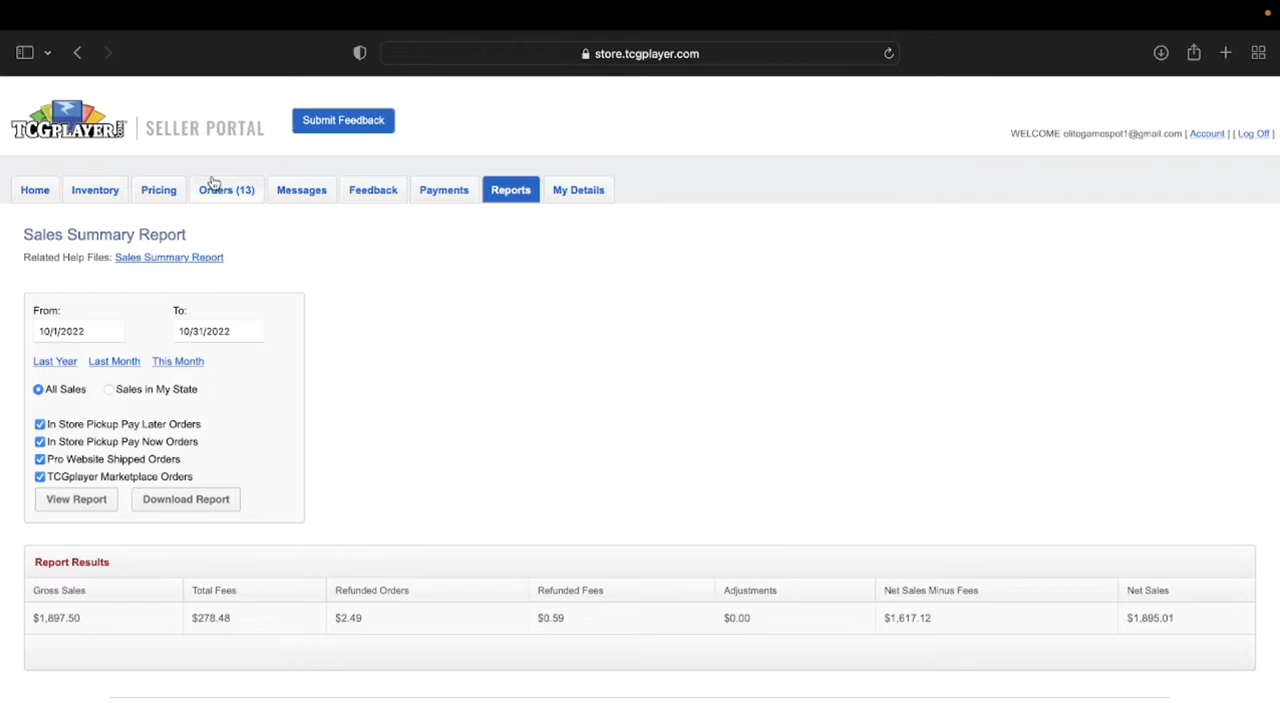 store.tcgplayer.com
TCGPLAYER.COM SELLER PORTAL
Submit Feedback
WELCOME elitegamespot1@gmail.com [ Account ] [ Log Off ]
Home Inventory Pricing Orders (13) Messages Feedback Payments Reports My Details
Sales Summary Report
Related Help Files: Sales Summary Report
From: To:
10/1/2022 10/31/2022
Last Year Last Month This Month
All Sales Sales in My State
In Store Pickup Pay Later Orders
In Store Pickup Pay Now Orders
Pro Website Shipped Orders
TCGplayer Marketplace Orders
View Report Download Report
Report Results
Gross Sales Total Fees Refunded Orders Refunded Fees Adjustments Net Sales Minus Fees Net Sales
$1,897.50 $278.48 $2.49 $0.59 $0.00 $1,617.12 $1,895.01